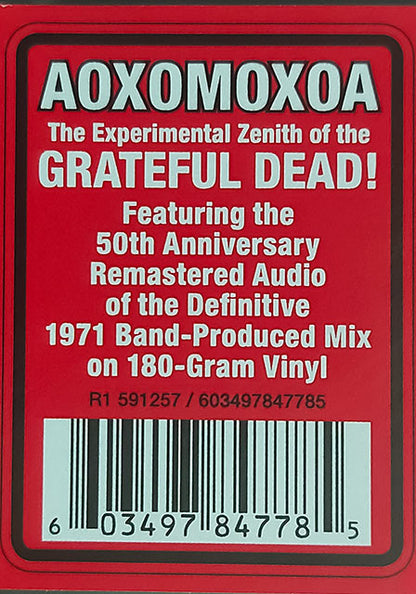 AOXOMOXOA
The Experimental Zenith of the
GRATEFUL DEAD!
Featuring the
50th Anniversary
Remastered Audio
of the Definitive
1971 Band-Produced Mix
on 180-Gram Vinyl
R1 591257 / 603497847785
6 03497 84778 5